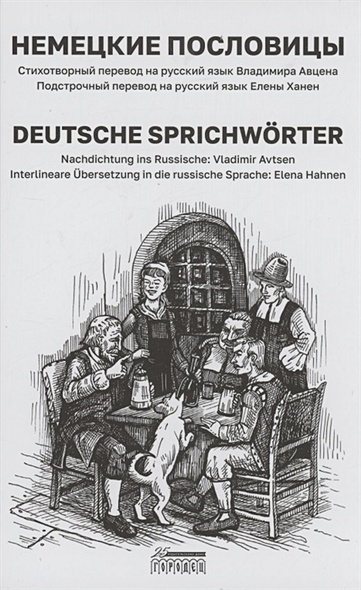 НЕМЕЦКИЕ ПОСЛОВИЦЫ
Стихотворный перевод на русский язык Владимира Авцена
Подстрочный перевод на русский язык Елены Ханен
DEUTSCHE SPRICHWÖRTER
Nachdichtung ins Russische: Vladimir Avtsen
Interlineare Übersetzung in die russische Sprache: Elena Hahnen
25
ГОРОДЕЦ